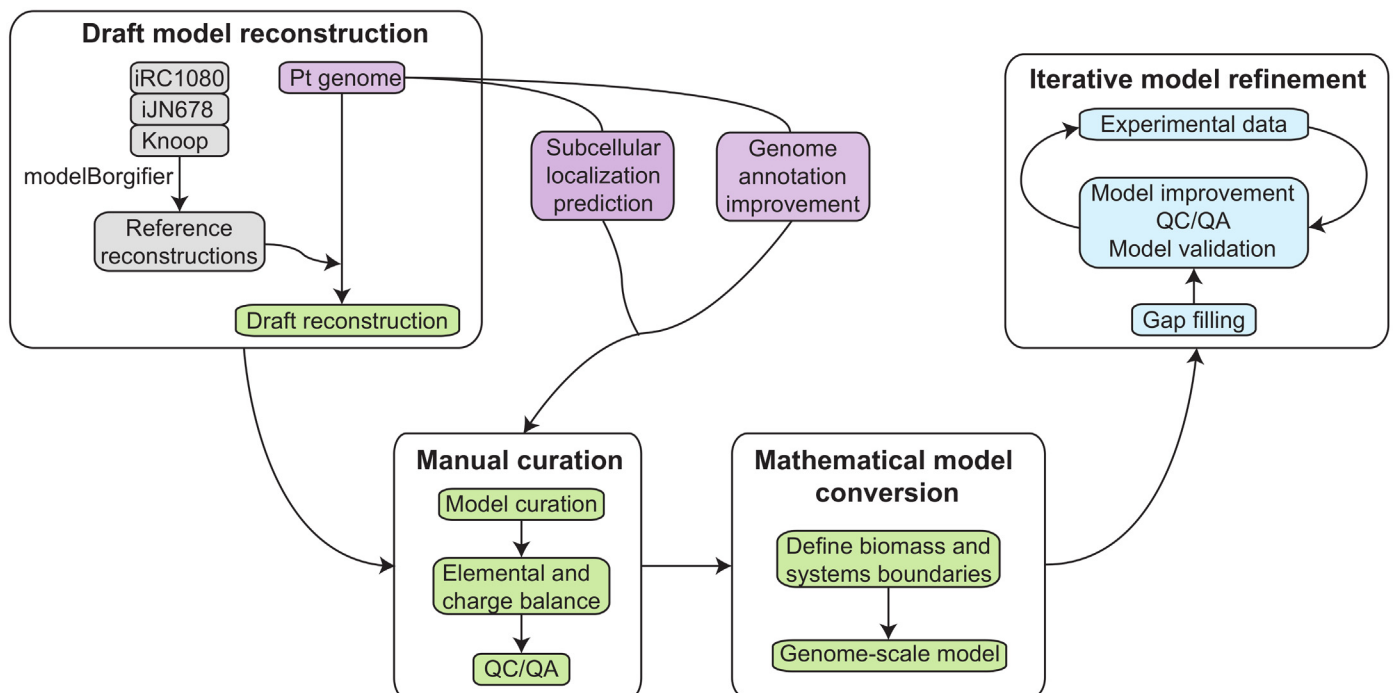 Draft model reconstruction
iRC1080
iJN678
Knoop
modelBorgifier
Reference
reconstructions
Pt genome
Draft reconstruction
Subcellular
localization
prediction
Genome
annotation
improvement
Manual curation
Model curation
Elemental and
charge balance
QC/QA
Mathematical model
conversion
Define biomass and
systems boundaries
Genome-scale model
Iterative model refinement
Experimental data
Model improvement
QC/QA
Model validation
Gap filling